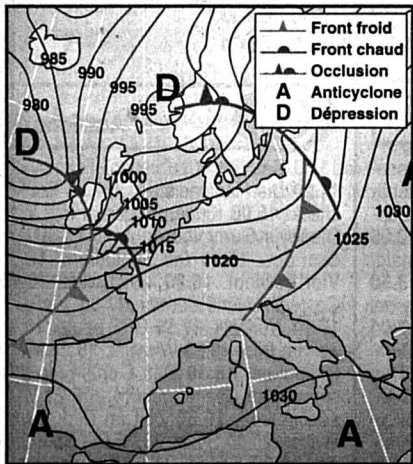 Front froid
Front chaud
Occlusion
A Anticyclone
D Dépression
985
990
980
995
D
995
D
1000
1005
1010
1015
1020
1025
1030
A
1030
A
A